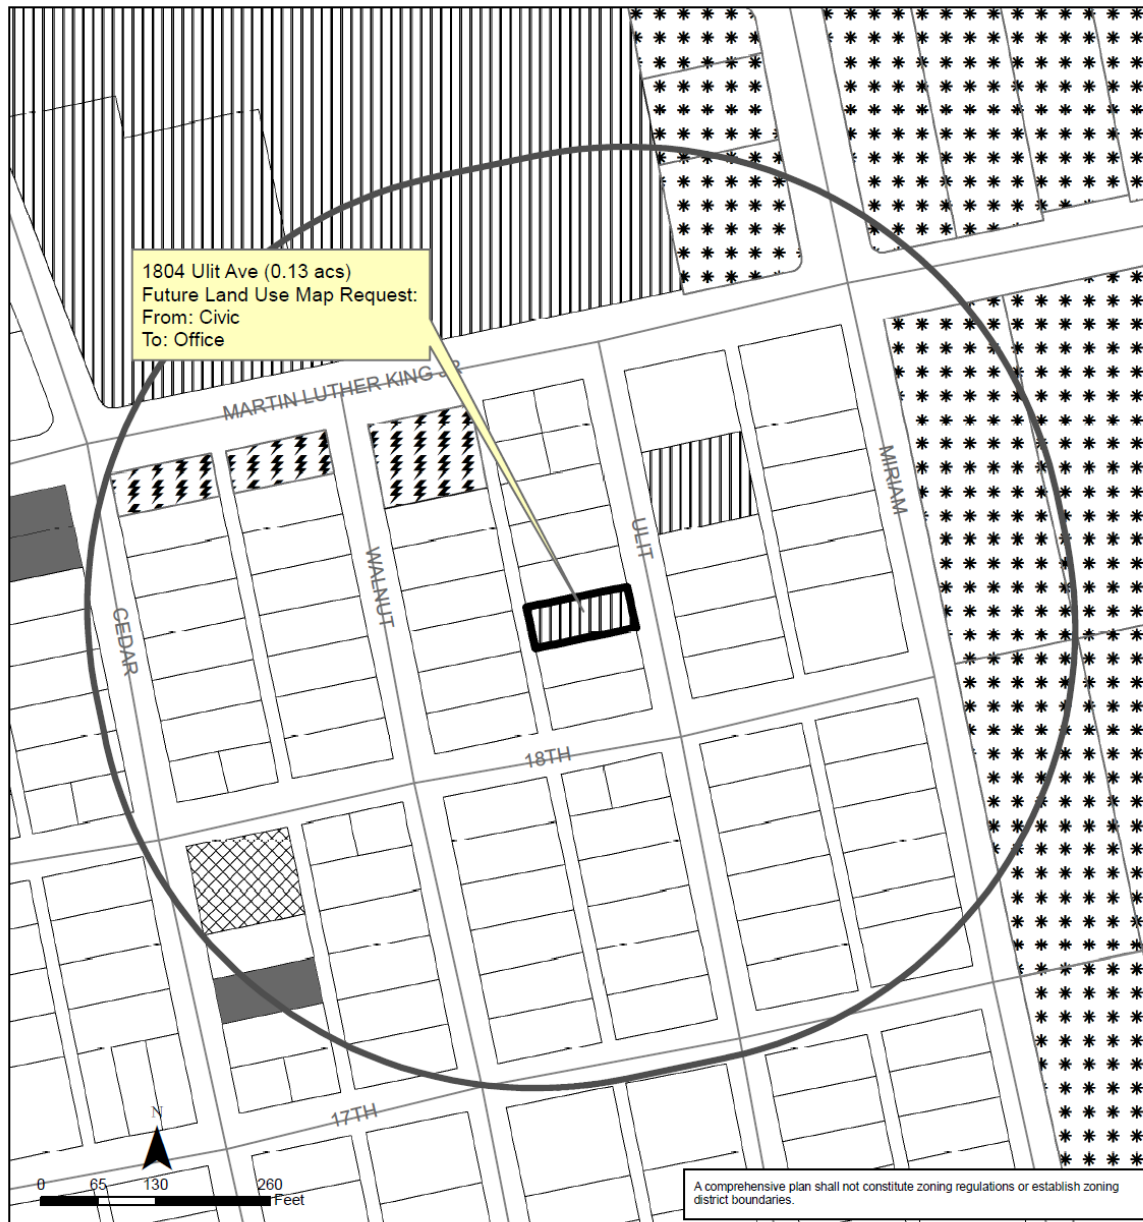 1804 Ulit Ave (0.13 acs)
Future Land Use Map Request:
From: Civic
To: Office
MARTIN LUTHER KING JR
MIRIAM
ULIT
WALNUT
CEDAR
18TH
17TH
N
0 65 130 260
Feet
A comprehensive plan shall not constitute zoning regulations or establish zoning
district boundaries.